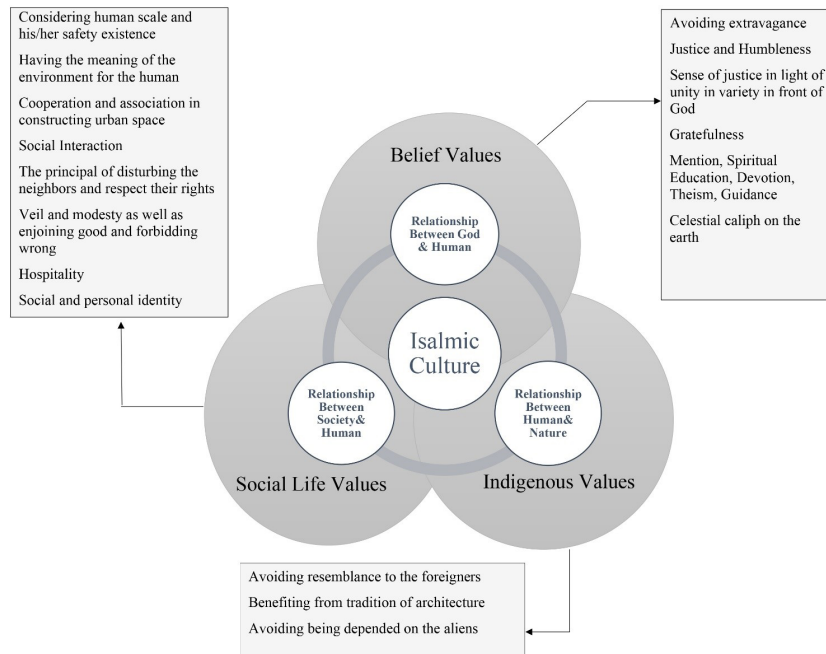 Considering human scale and
his/her safety existence
Having the meaning of the
environment for the human
Cooperation and association in
constructing urban space
Social Interaction
The principal of disturbing the
neighbors and respect their rights
Veil and modesty as well as
enjoining good and forbidding
wrong
Hospitality
Social and personal identity
Avoiding extravagance
Justice and Humbleness
Sense of justice in light of
unity in variety in front of
God
Gratefulness
Mention, Spiritual
Education, Devotion,
Theism, Guidance
Celestial caliph on the
earth
Belief Values
Relationship
Between God
& Human
Isalmic
Culture
Relationship
Between
Society&
Human
Relationship
Between
Human&
Nature
Social Life Values
Indigenous Values
Avoiding resemblance to the foreigners
Benefiting from tradition of architecture
Avoiding being depended on the aliens